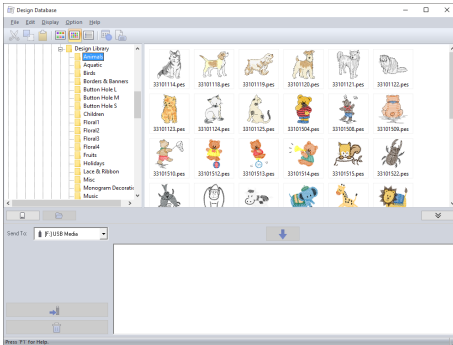 Design Database
File Edit Display Option Help
Design Library
Animals
Aquatic
Birds
Borders & Banners
Button Hole L
Button Hole M
Button Hole S
Children
Floral1
Floral2
Floral3
Floral4
Fruits
Holidays
Lace & Ribbon
Misc
Monogram Decoratio
Music
33101114.pes 33101118.pes 33101119.pes 33101120.pes 33101121.pes 33101122.pes
33101123.pes 33101124.pes 33101125.pes 33101504.pes 33101508.pes 33101509.pes
33101510.pes 33101512.pes 33101513.pes 33101514.pes 33101515.pes 33101522.pes
Send To: (F:)USB Media
Press 'F1' for Help.